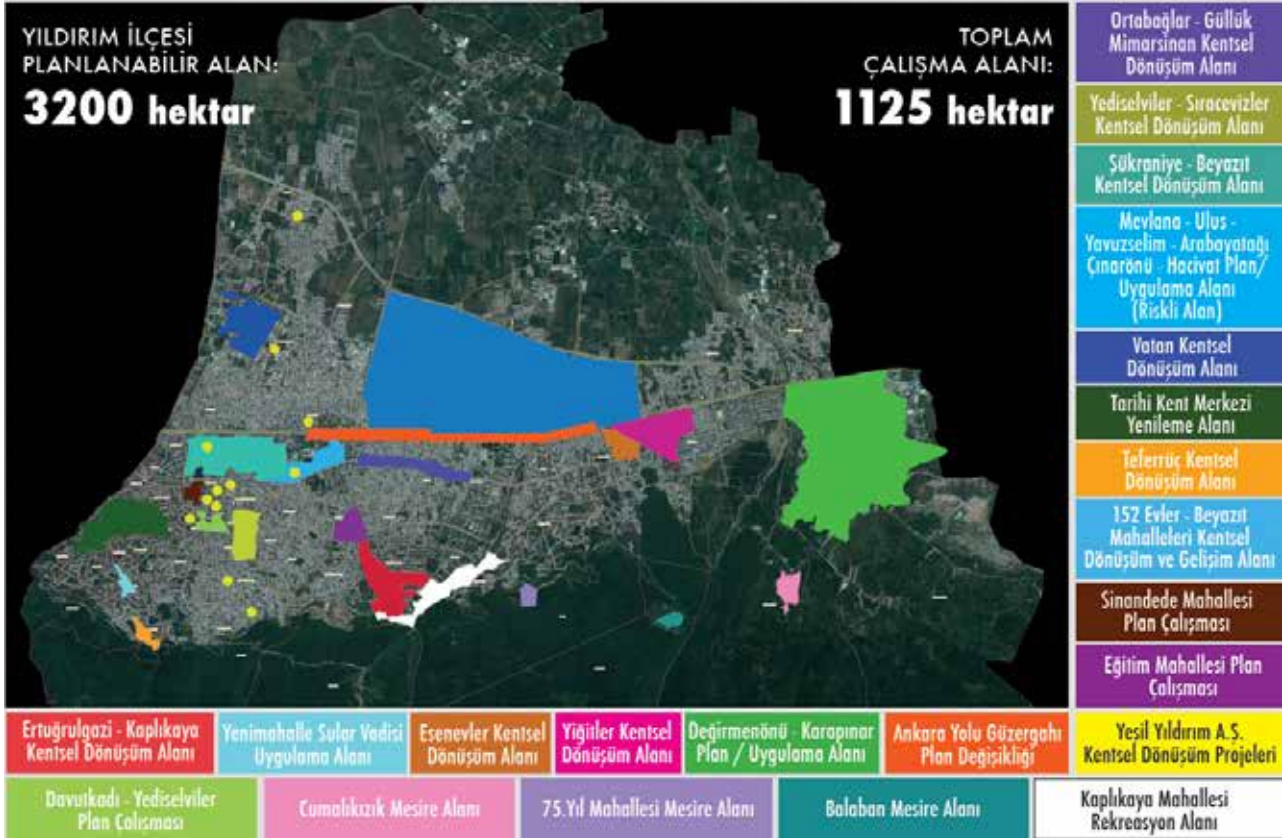 YILDIRIM İLÇESİ
PLANLANABİLİR ALAN:
3200 hektar
TOPLAM
ÇALIŞMA ALANI:
1125 hektar
Ortabağlar - Güllük
Mimarsinan Kentsel
Dönüşüm Alanı
Yediselviler - Sıracevizler
Kentsel Dönüşüm Alanı
Şükraniye - Beyazıt
Kentsel Dönüşüm Alanı
Mevlana - Ulus -
Yavuzselim - Arabayatağı
Çınarönü - Hacivat Plan/
Uygulama Alanı
(Riskli Alan)
Vatan Kentsel
Dönüşüm Alanı
Tarihi Kent Merkezi
Yenileme Alanı
Teferrüç Kentsel
Dönüşüm Alanı
152 Evler - Beyazıt
Mahalleleri Kentsel
Dönüşüm ve Gelişim Alanı
Sinandede Mahallesi
Plan Çalışması
Eğitim Mahallesi Plan
Çalışması
Ertuğrulgazi - Kaplıkaya
Kentsel Dönüşüm Alanı
Yenimahalle Sular Vadisi
Uygulama Alanı
Esenevler Kentsel
Dönüşüm Alanı
Yiğitler Kentsel
Dönüşüm Alanı
Değirmenönü - Karapınar
Plan / Uygulama Alanı
Ankara Yolu Güzergahı
Plan Değişikliği
Yeşil Yıldırım A.Ş.
Kentsel Dönüşüm Projeleri
Davutkadı - Yediselviler
Plan Çalışması
Cumalıkızık Mesire Alanı
75.Yıl Mahallesi Mesire Alanı
Balaban Mesire Alanı
Kaplıkaya Mahallesi
Rekreasyon Alanı